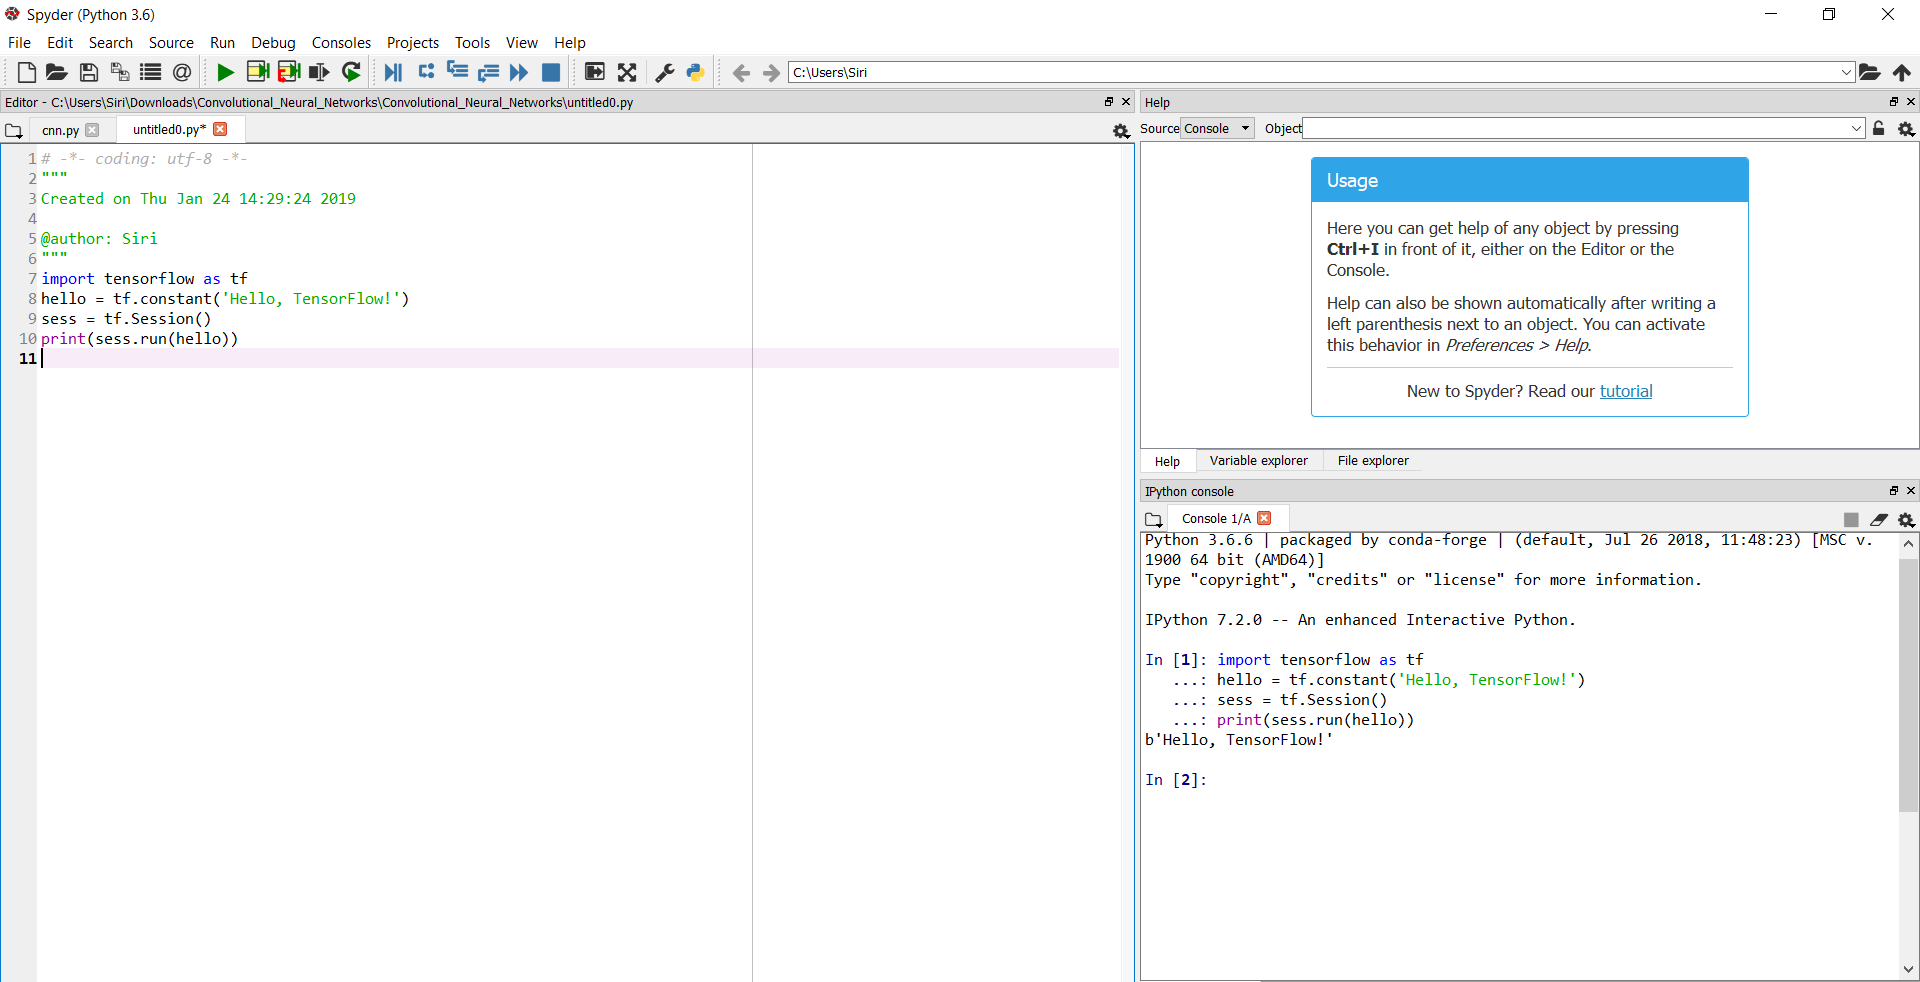 Spyder (Python 3.6)
File Edit Search Source Run Debug Consoles Projects Tools View Help
C:\Users\Siri
Editor - C:\Users\Siri\Downloads\Convolutional_Neural_Networks\Convolutional_Neural_Networks\untitled0.py
cnn.py untitled0.py*
1 # -*- coding: utf-8 -*-
2 """
3 Created on Thu Jan 24 14:29:24 2019
4
5 @author: Siri
6 """
7 import tensorflow as tf
8 hello = tf.constant('Hello, TensorFlow!')
9 sess = tf.Session()
10 print(sess.run(hello))
11
Help
Source Console Object
Usage
Here you can get help of any object by pressing
Ctrl+I in front of it, either on the Editor or the
Console.
Help can also be shown automatically after writing a
left parenthesis next to an object. You can activate
this behavior in Preferences > Help.
New to Spyder? Read our tutorial
Help Variable explorer File explorer
IPython console
Console 1/A
Python 3.6.6 | packaged by conda-forge | (default, Jul 26 2018, 11:48:23) [MSC v.
1900 64 bit (AMD64)]
Type "copyright", "credits" or "license" for more information.
IPython 7.2.0 -- An enhanced Interactive Python.
In [1]: import tensorflow as tf
...: hello = tf.constant('Hello, TensorFlow!')
...: sess = tf.Session()
...: print(sess.run(hello))
b'Hello, TensorFlow!'
In [2]: